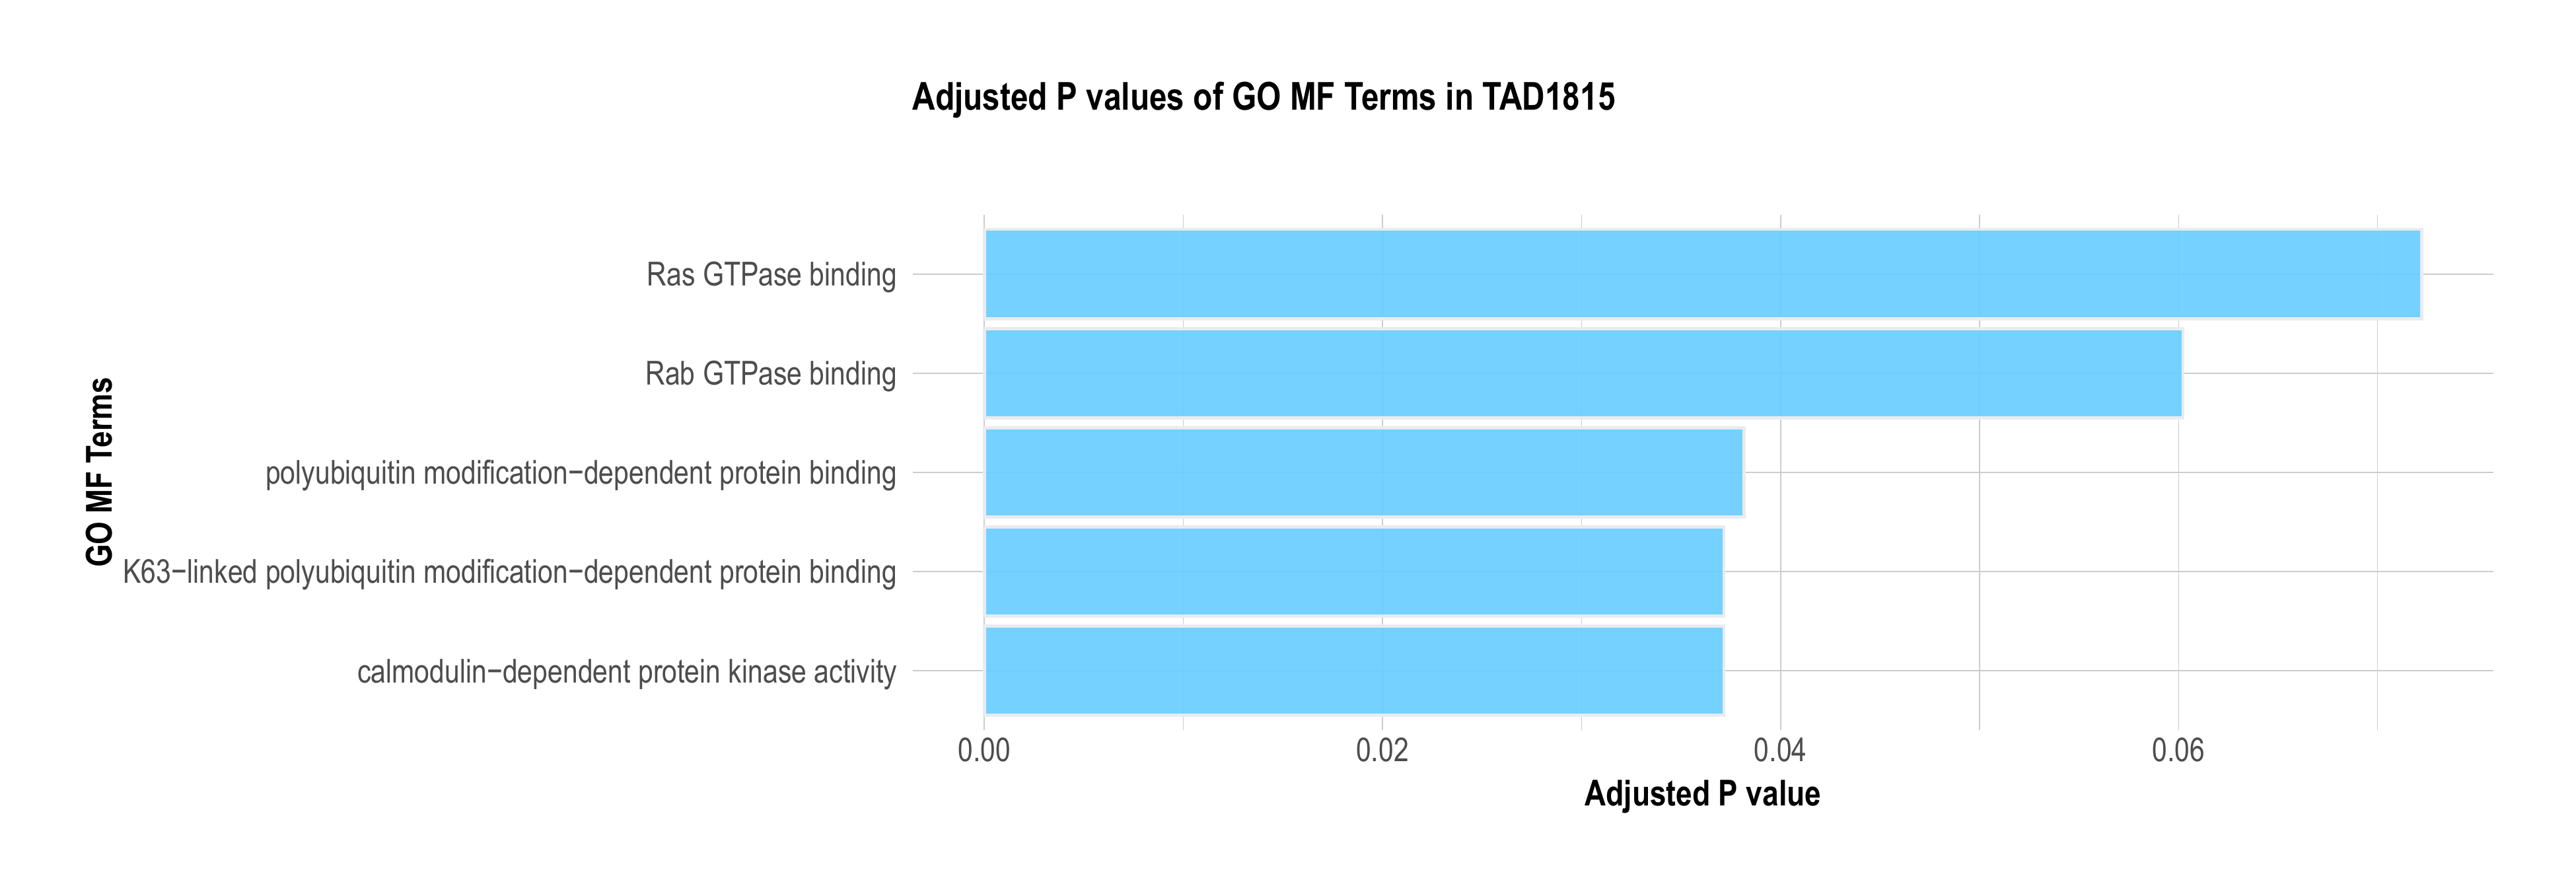 Adjusted P values of GO MF Terms in TAD1815
GO MF Terms
Ras GTPase binding
Rab GTPase binding
polyubiquitin modification−dependent protein binding
K63−linked polyubiquitin modification−dependent protein binding
calmodulin−dependent protein kinase activity
0.00 0.02 0.04 0.06
Adjusted P value